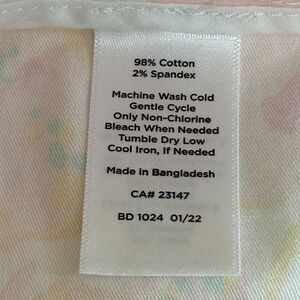 98% Cotton
2% Spandex
Machine Wash Cold
Gentle Cycle
Only Non-Chlorine
Bleach When Needed
Tumble Dry Low
Cool Iron, if Needed
Made in Bangladesh
CA# 23147
BD 1024 01/22